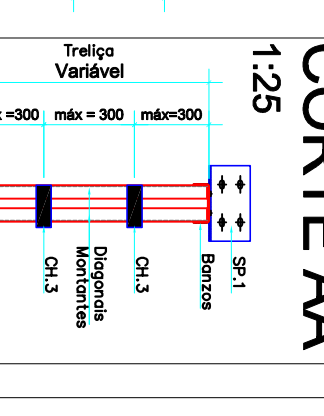 CORTE AA
1:25
Treliça
Variável
=300
máx = 300
máx=300
SP.1
Banzos
CH.3
Diagonais
Montantes
CH.3